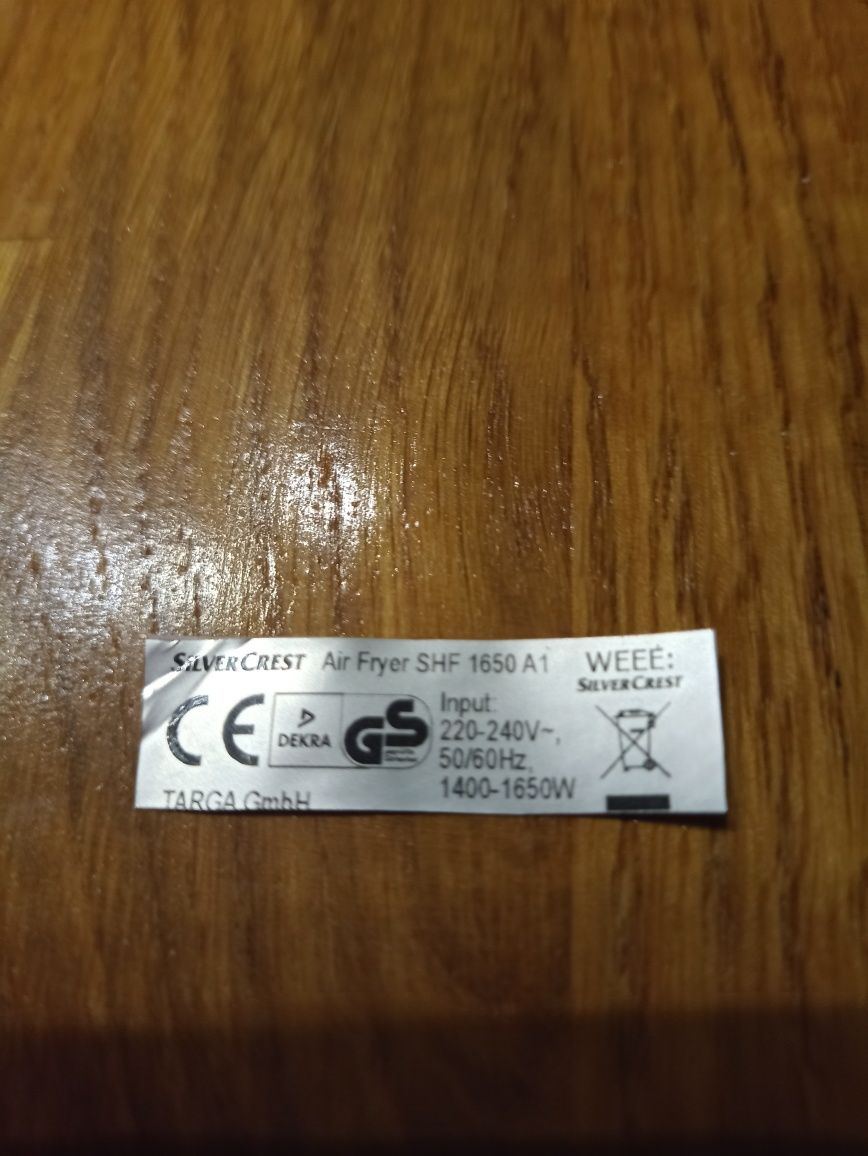 SILVERCREST Air Fryer SHF 1650 A1 WEEE:
SILVERCREST
CE DEKRA GS
Input:
220-240V~,
50/60Hz,
1400-1650W
TARGA GmbH